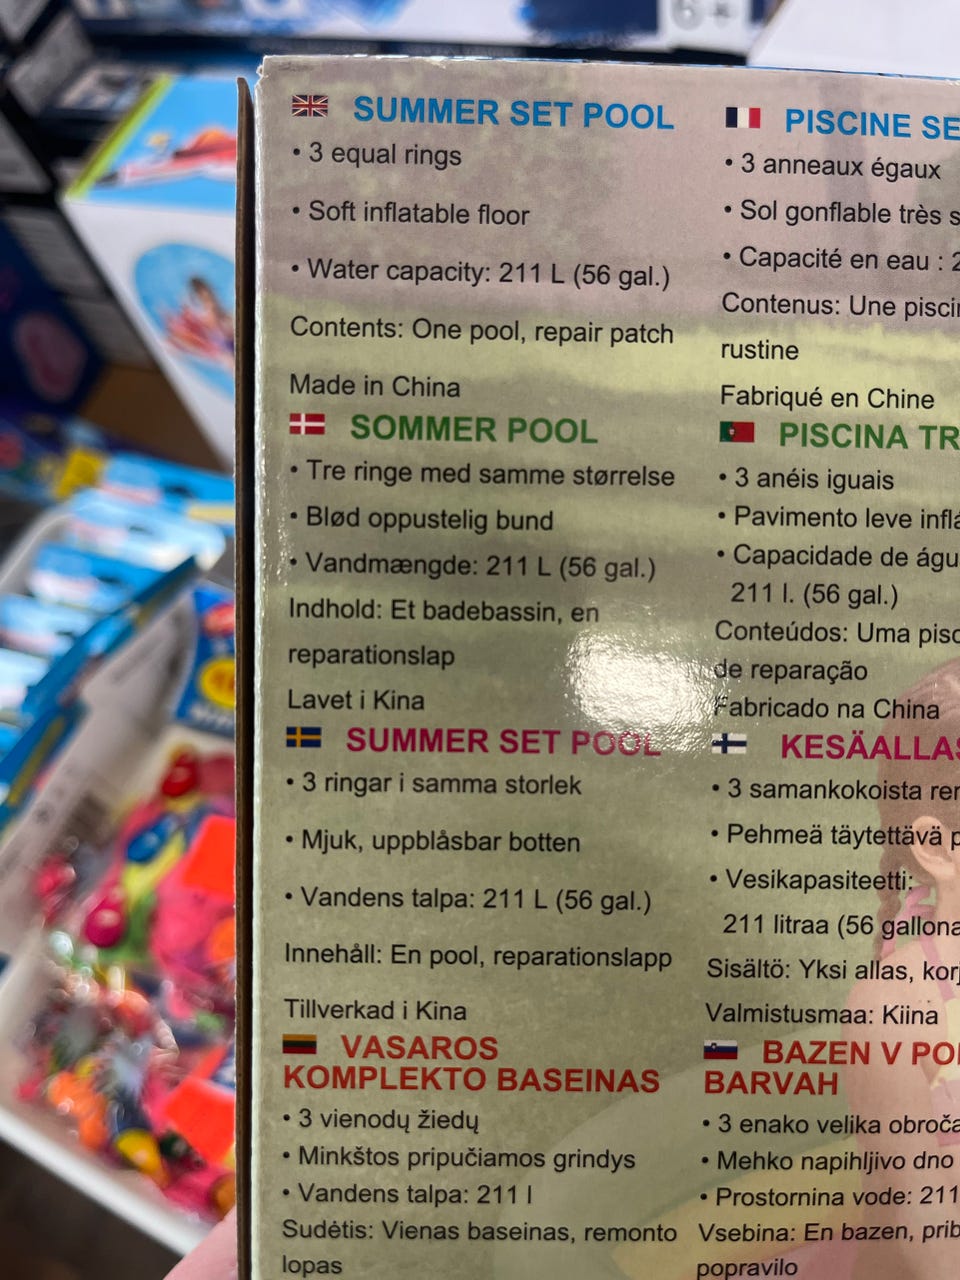 SUMMER SET POOL
• 3 equal rings
• Soft inflatable floor
• Water capacity: 211 L (56 gal.)
Contents: One pool, repair patch
Made in China
SOMMER POOL
• Tre ringe med samme størrelse
• Blød oppustelig bund
• Vandmængde: 211 L (56 gal.)
Indhold: Et badebassin, en
reparationslap
Lavet i Kina
SUMMER SET POOL
• 3 ringar i samma storlek
• Mjuk, uppblåsbar botten
• Vandens talpa: 211 L (56 gal.)
Innehåll: En pool, reparationslapp
Tillverkad i Kina
VASAROS
KOMPLEKTO BASEINAS
• 3 vienodų žiedų
• Minkštos pripučiamos grindys
• Vandens talpa: 211 l
Sudėtis: Vienas baseinas, remonto
lopas
PISCINE SE
• 3 anneaux égaux
• Sol gonflable très s
• Capacité en eau : 2
Contenus: Une piscin
rustine
Fabriqué en Chine
PISCINA TR
• 3 anéis iguais
• Pavimento leve inflá
• Capacidade de águ
211 l. (56 gal.)
Conteúdos: Uma pisc
de reparação
Fabricado na China
KESÄALLAS
• 3 samankokoista ren
• Pehmeä täytettävä p
• Vesikapasiteetti:
211 litraa (56 gallona
Sisältö: Yksi allas, korj
Valmistusmaa: Kiina
BAZEN V PO
BARVAH
• 3 enako velika obroča
• Mehko napihljivo dno
• Prostornina vode: 211
Vsebina: En bazen, prib
popravilo